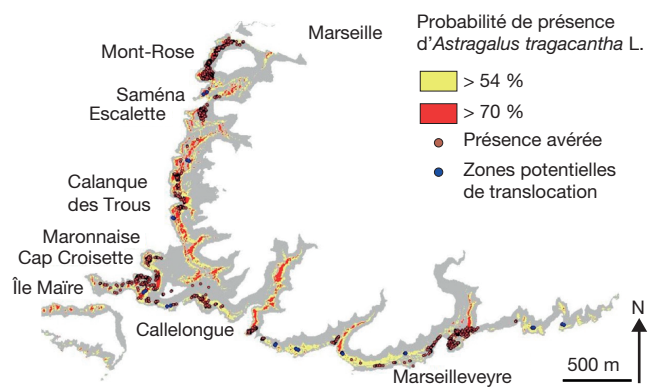 Marseille
Mont-Rose
Saména
Escalette
Calanque
des Trous
Maronnaise
Cap Croisette
Île Maïre
Callelongue
Marseilleveyre
Probabilité de présence
d'Astragalus tragacantha L.
> 54 %
> 70 %
Présence avérée
Zones potentielles
de translocation
N
500 m